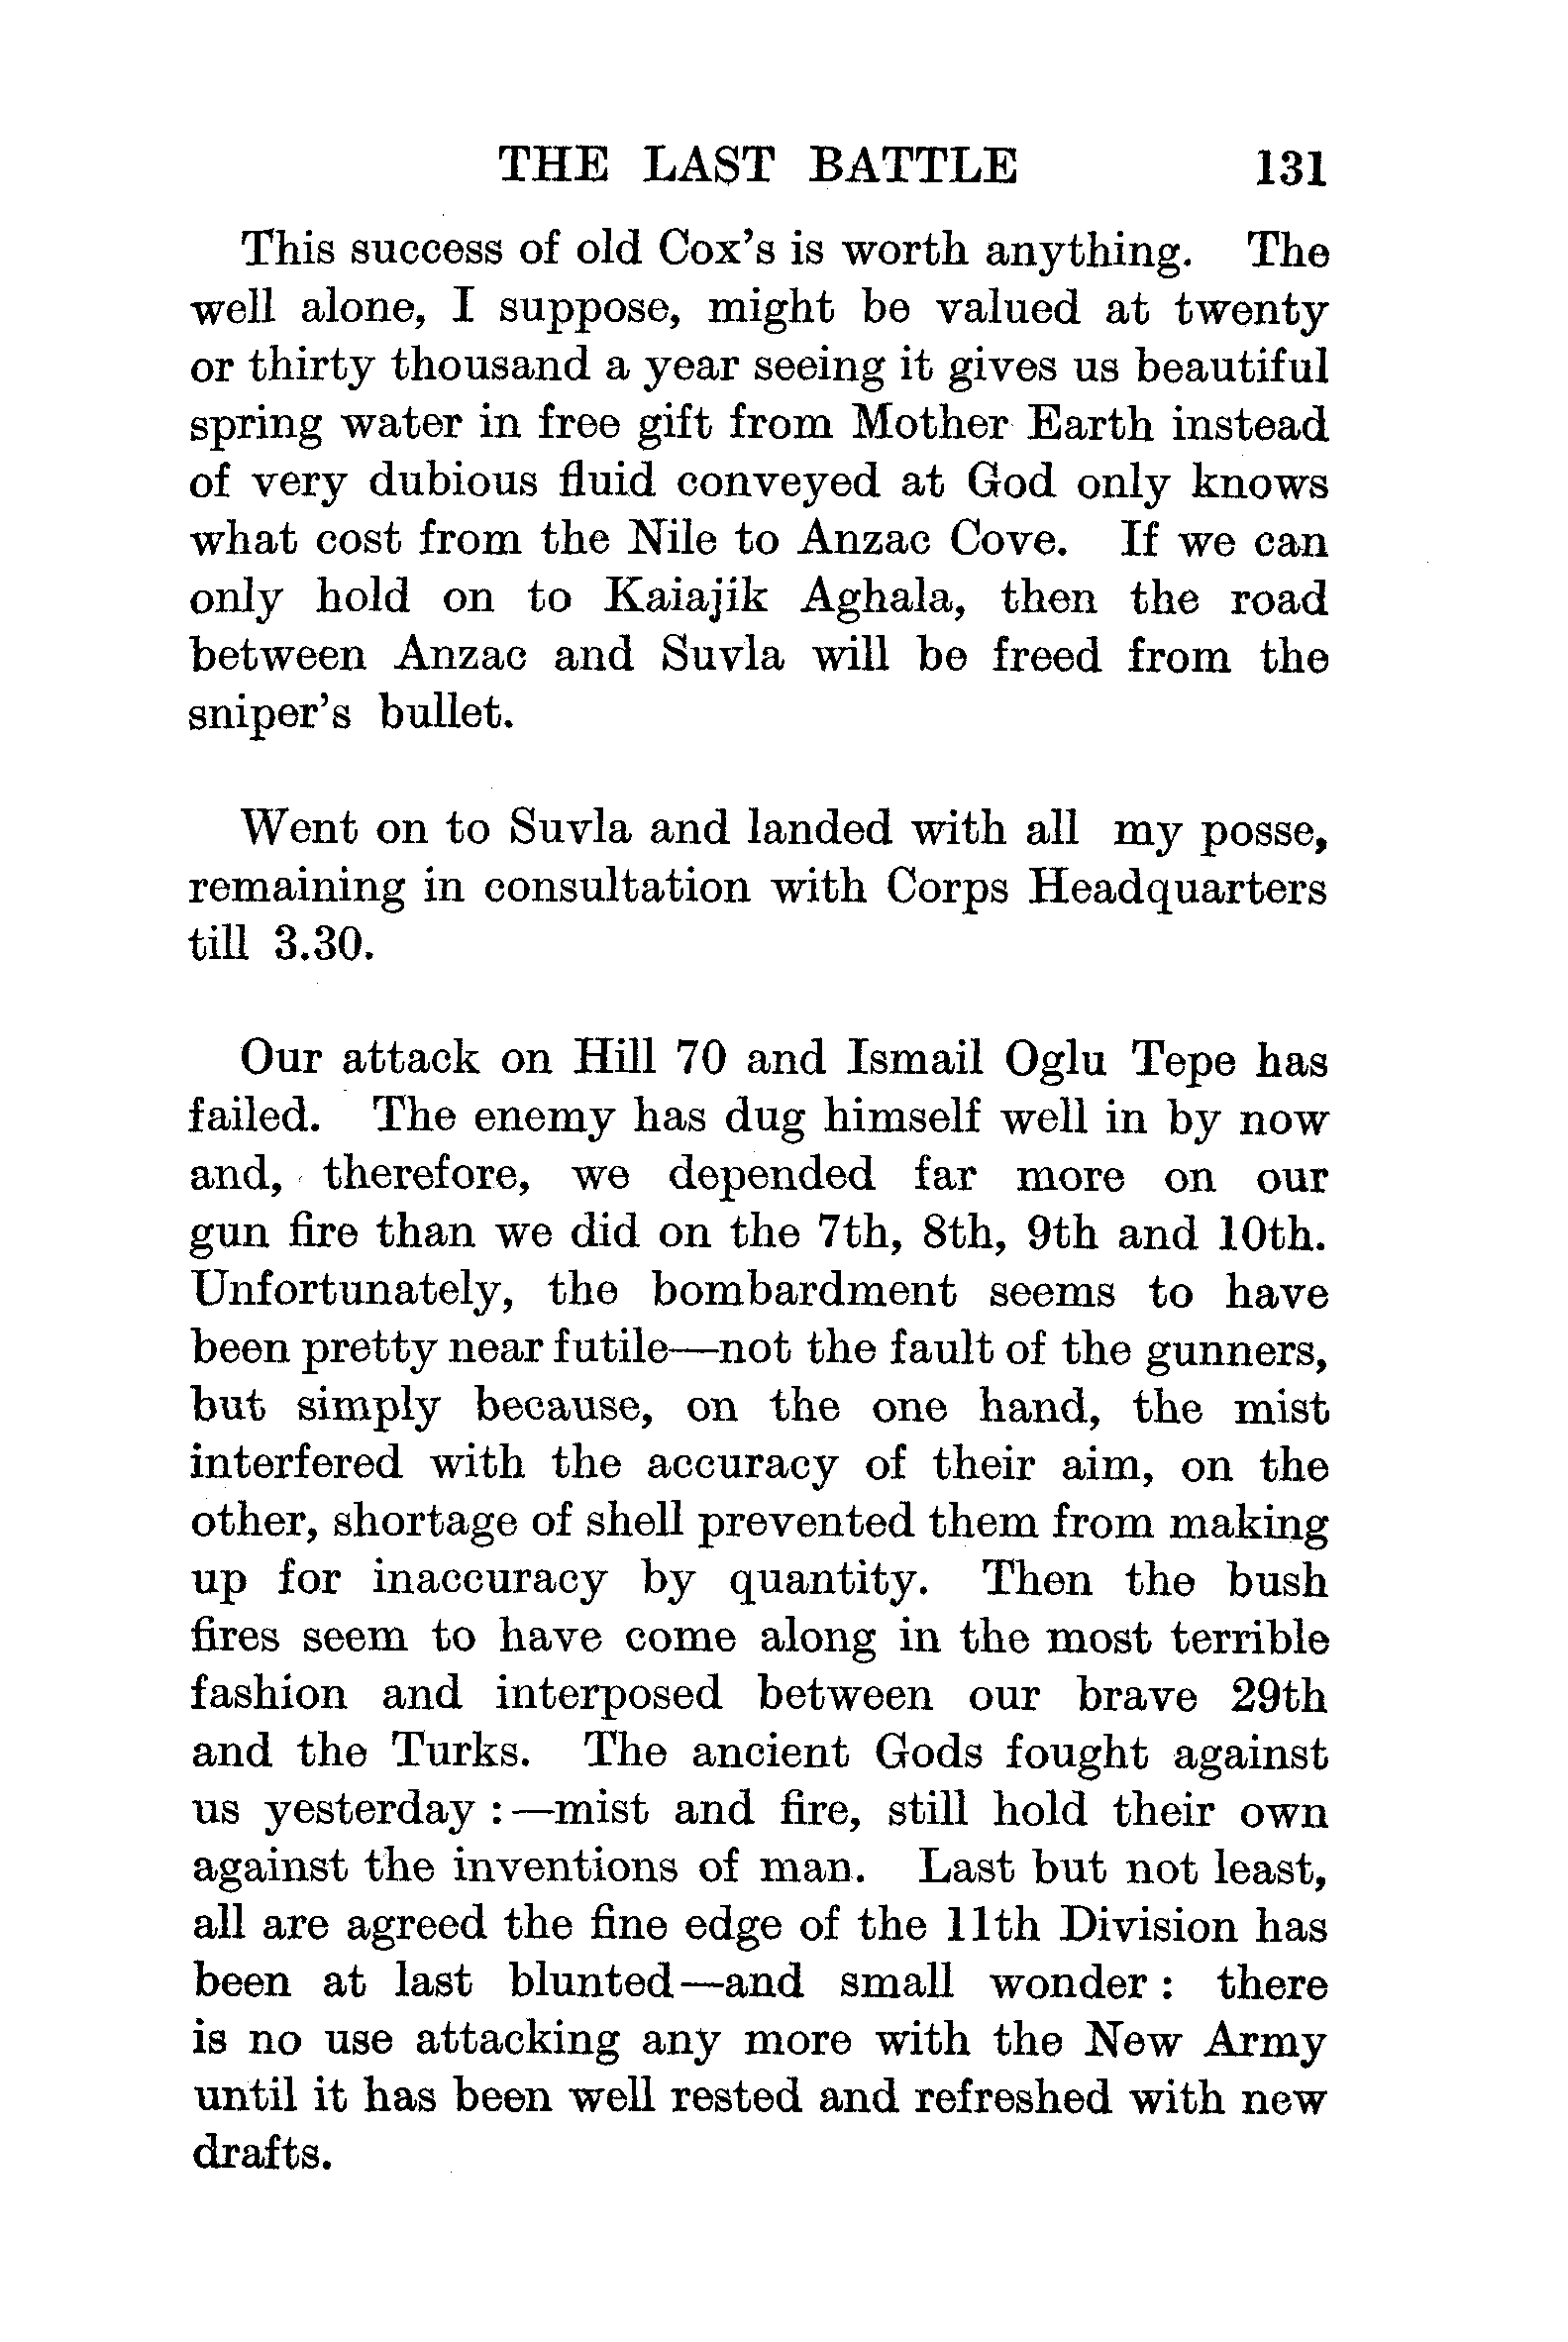 THE LAST BATTLE 131
This success of old Cox's is worth anything. The
well alone, I suppose, might be valued at twenty
or thirty thousand a year seeing it gives us beautiful
spring water in free gift from Mother Earth instead
of very dubious fluid conveyed at God only knows
what cost from the Nile to Anzac Cove. If we can
only hold on to Kaiajik Aghala, then the road
between Anzac and Suvla will be freed from the
sniper's bullet.
Went on to Suvla and landed with all my posse,
remaining in consultation with Corps Headquarters
till 3.30.
Our attack on Hill 70 and Ismail Oglu Tepe has
failed. The enemy has dug himself well in by now
and, therefore, we depended far more on our
gun fire than we did on the 7th, 8th, 9th and 10th.
Unfortunately, the bombardment seems to have
been pretty near futile—not the fault of the gunners,
but simply because, on the one hand, the mist
interfered with the accuracy of their aim, on the
other, shortage of shell prevented them from making
up for inaccuracy by quantity. Then the bush
fires seem to have come along in the most terrible
fashion and interposed between our brave 29th
and the Turks. The ancient Gods fought against
us yesterday :—mist and fire, still hold their own
against the inventions of man. Last but not least,
all are agreed the fine edge of the 11th Division has
been at last blunted—and small wonder : there
is no use attacking any more with the New Army
until it has been well rested and refreshed with new
drafts.